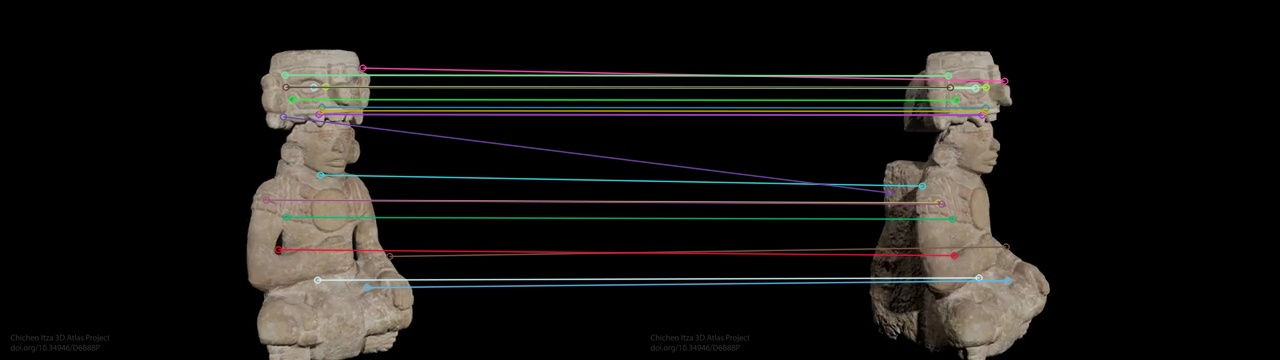 Chichen Itza 3D Atlas Project
doi.org/10.34946/D6B88P
Chichen Itza 3D Atlas Project
doi.org/10.34946/D6B88P